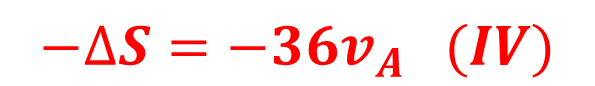 −ΔS = −36v_A (IV)